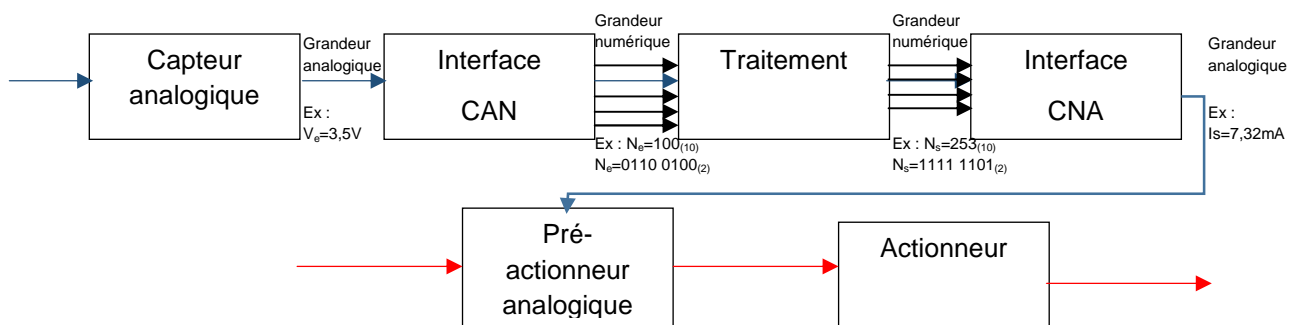 Capteur
analogique
Grandeur
analogique
Ex :
Vₑ=3,5V
Interface
CAN
Grandeur
numérique
Ex : Nₑ=100₍₁₀₎
Nₑ=0110 0100₍₂₎
Traitement
Grandeur
numérique
Ex : Nₛ=253₍₁₀₎
Nₛ=1111 1101₍₂₎
Interface
CNA
Grandeur
analogique
Ex :
Is=7,32mA
Pré-
actionneur
analogique
Actionneur